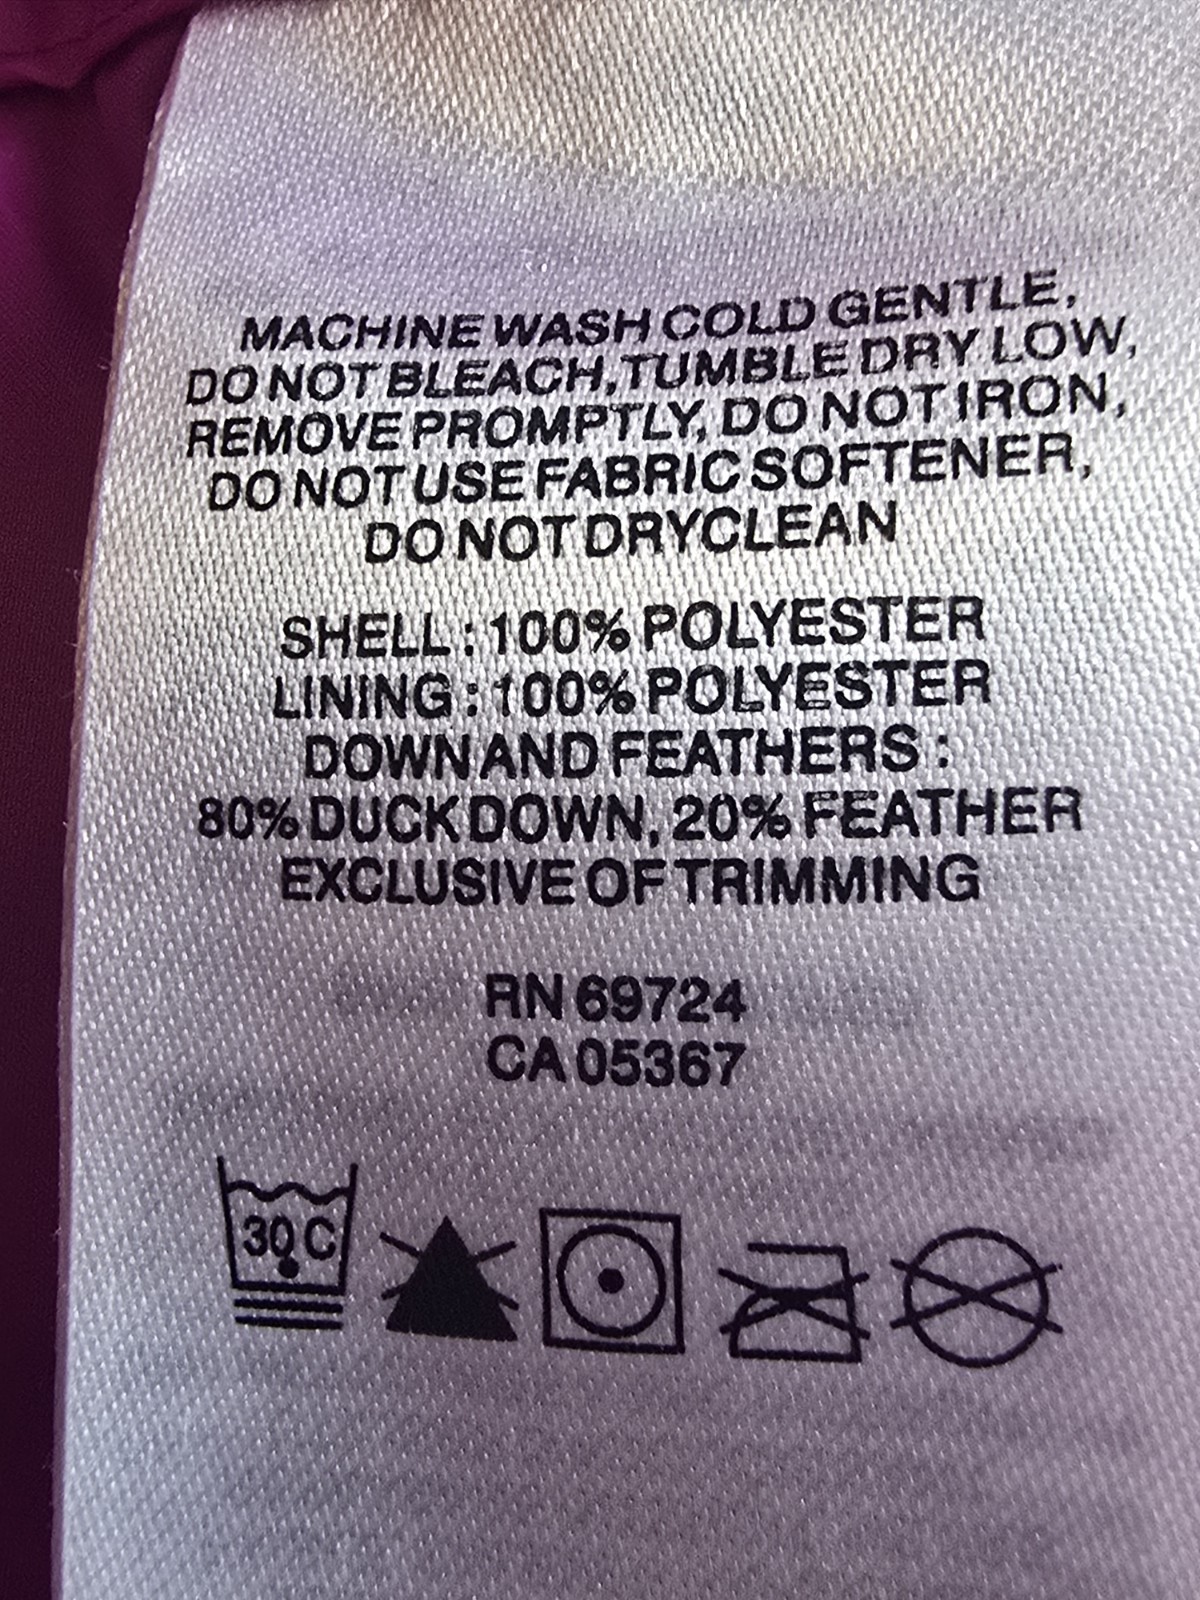 MACHINE WASH COLD GENTLE,
DO NOT BLEACH, TUMBLE DRY LOW,
REMOVE PROMPTLY, DO NOT IRON,
DO NOT USE FABRIC SOFTENER,
DO NOT DRYCLEAN
SHELL : 100% POLYESTER
LINING : 100% POLYESTER
DOWN AND FEATHERS :
80% DUCK DOWN, 20% FEATHER
EXCLUSIVE OF TRIMMING
RN 69724
CA 05367
30 C